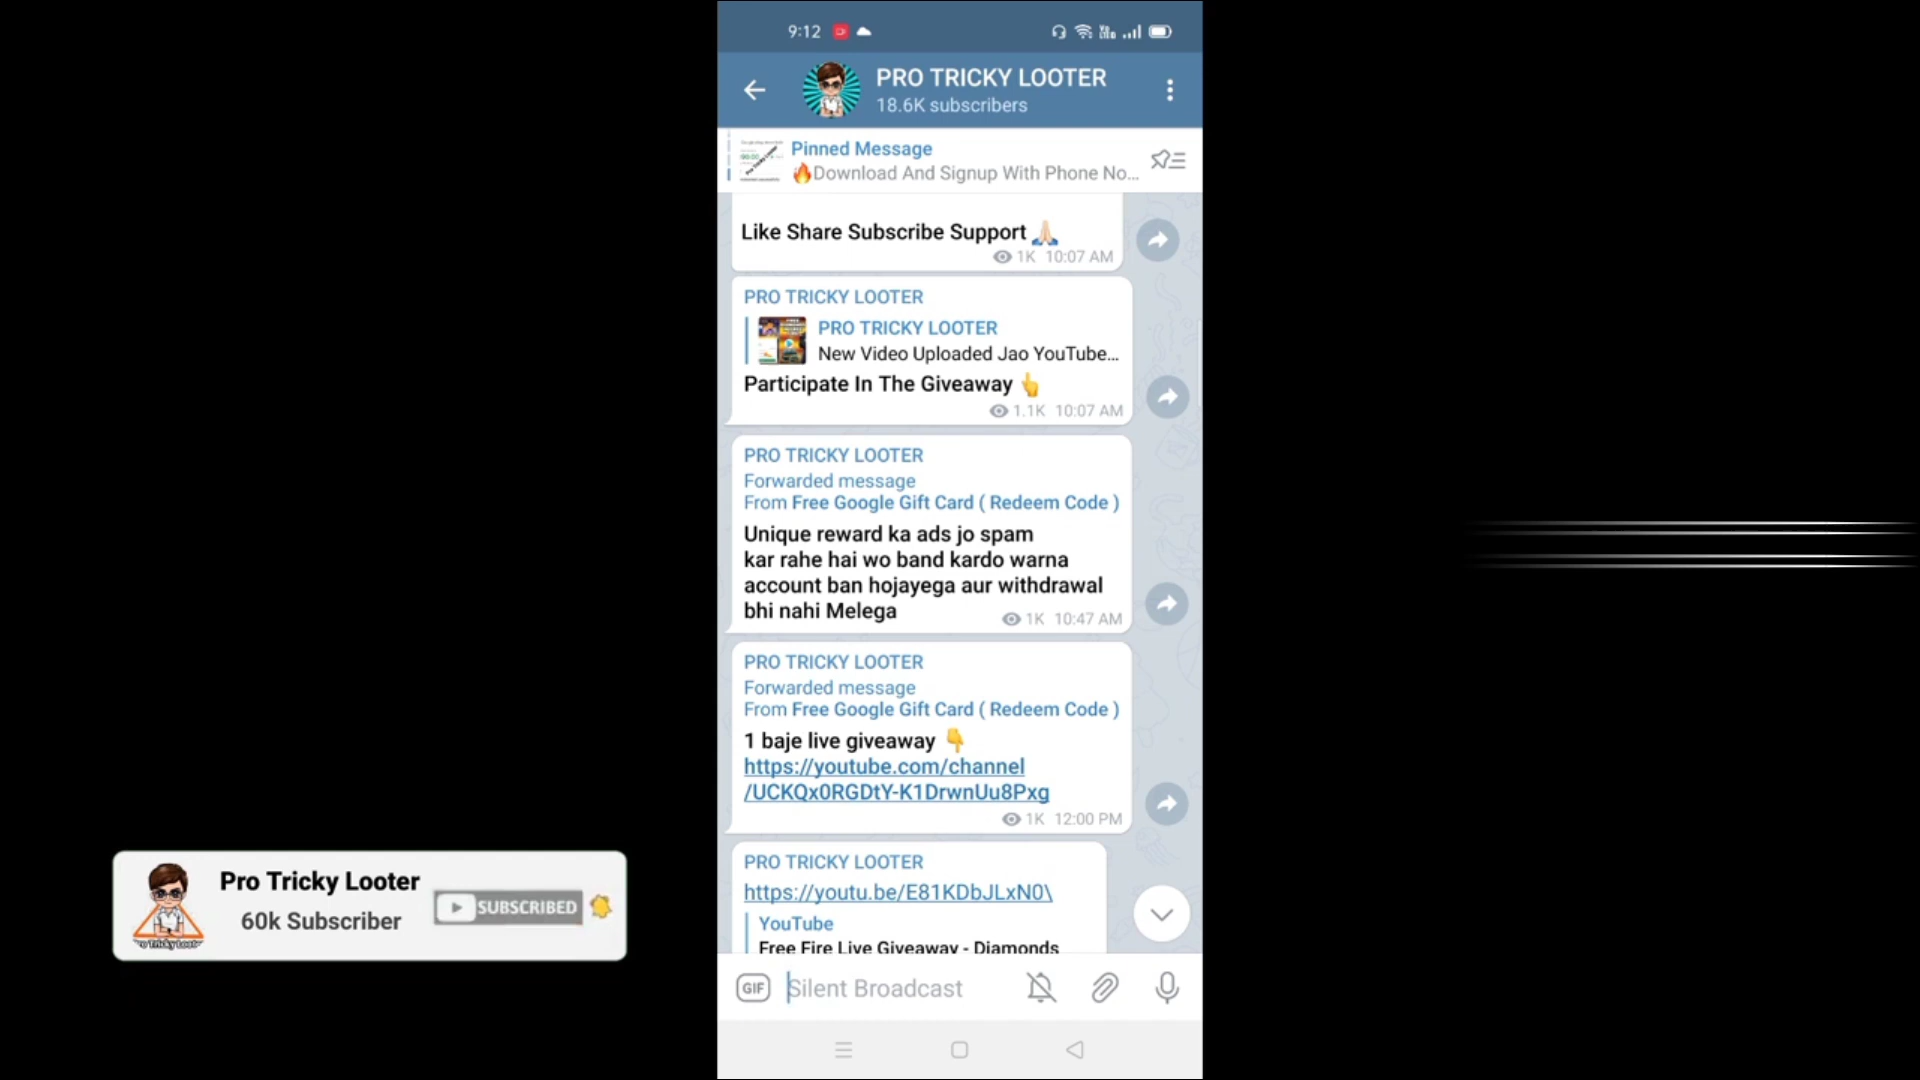 9:12
PRO TRICKY LOOTER
18.6K subscribers
Pinned Message
🔥Download And Signup With Phone No...
Like Share Subscribe Support 🙏🏻
1K 10:07 AM
PRO TRICKY LOOTER
PRO TRICKY LOOTER
New Video Uploaded Jao YouTube...
Participate In The Giveaway 👆
1.1K 10:07 AM
PRO TRICKY LOOTER
Forwarded message
From Free Google Gift Card ( Redeem Code )
Unique reward ka ads jo spam
kar rahe hai wo band kardo warna
account ban hojayega aur withdrawal
bhi nahi Melega
1K 10:47 AM
PRO TRICKY LOOTER
Forwarded message
From Free Google Gift Card ( Redeem Code )
1 baje live giveaway 👇
https://youtube.com/channel
/UCKQx0RGDtY-K1DrwnUu8Pxg
1K 12:00 PM
PRO TRICKY LOOTER
https://youtu.be/E81KDbJLxN0\
YouTube
Free Fire Live Giveaway - Diamonds
GIF Silent Broadcast
Pro Tricky Looter
60k Subscriber
SUBSCRIBED